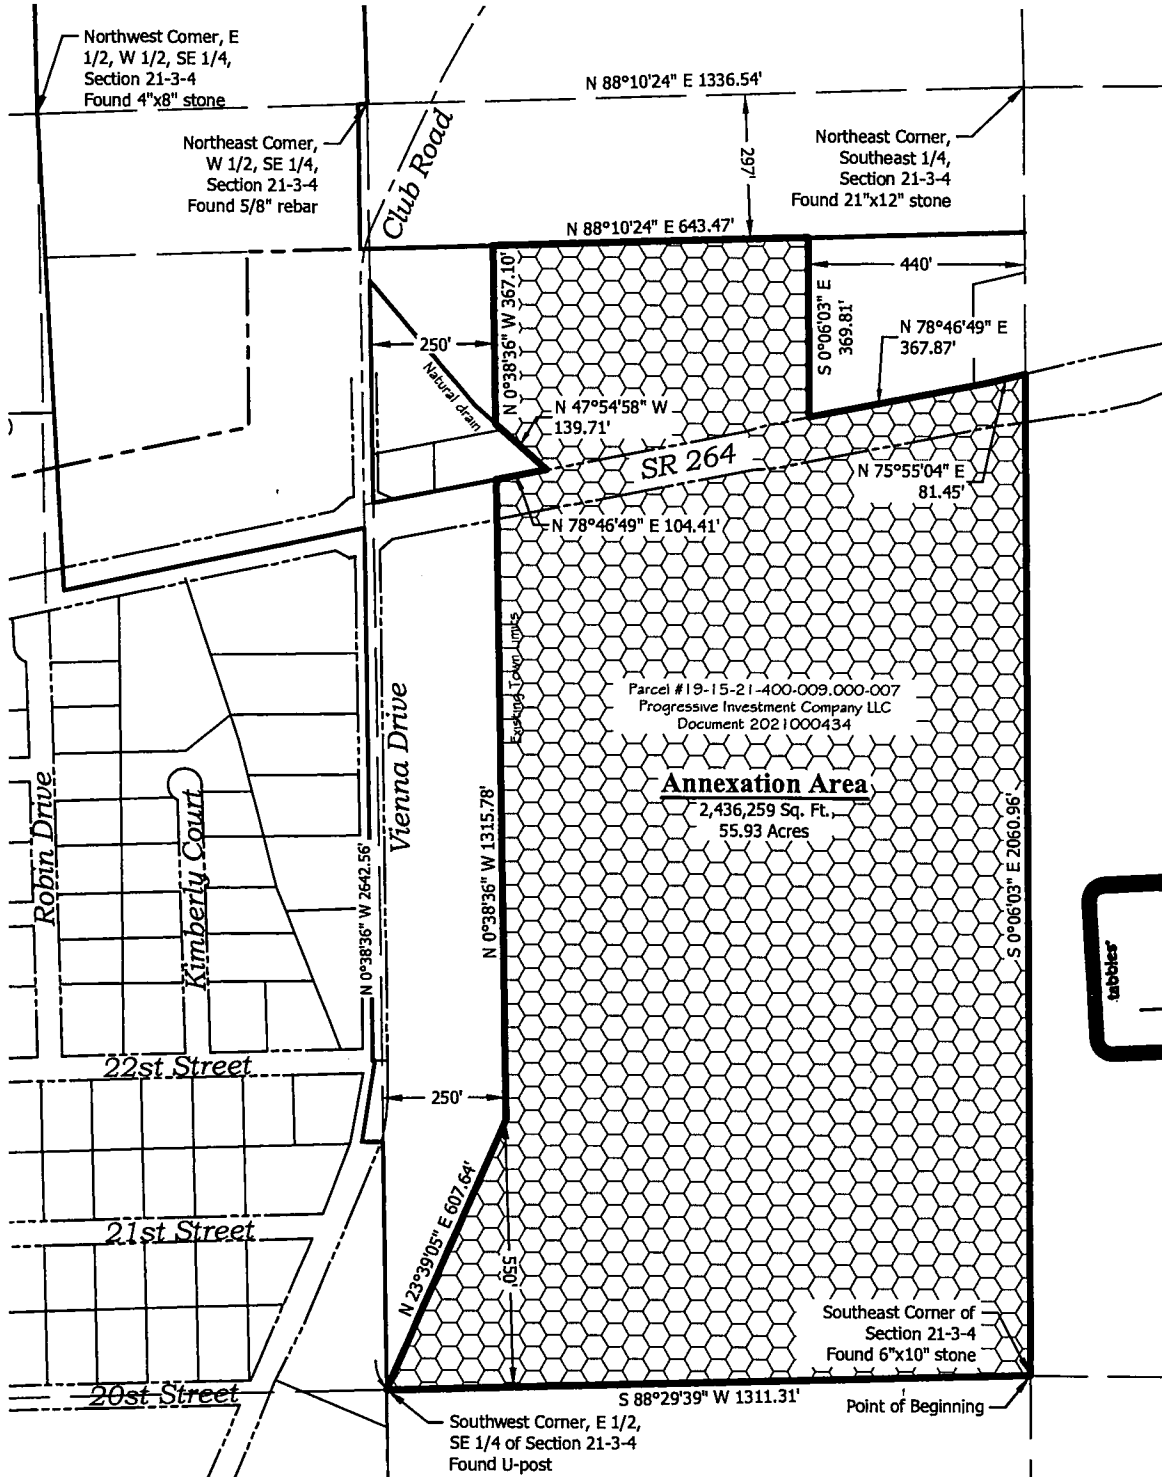 Northwest Corner, E
1/2, W 1/2, SE 1/4,
Section 21-3-4
Found 4"x8" stone
N 88°10'24" E 1336.54'
Northeast Corner,
W 1/2, SE 1/4,
Section 21-3-4
Found 5/8" rebar
Club Road
297'
Northeast Corner,
Southeast 1/4,
Section 21-3-4
Found 21"x12" stone
N 88°10'24" E 643.47'
N 0°38'36" W 367.10'
440'
S 0°06'03" E
369.81'
N 78°46'49" E
367.87'
250'
Natural drain
N 47°54'58" W
139.71'
SR 264
N 75°55'04" E
81.45'
N 78°46'49" E 104.41'
Existing Town Limits
Parcel #19-15-21-400-009.000-007
Progressive Investment Company LLC
Document 2021000434
Annexation Area
2,436,259 Sq. Ft.
55.93 Acres
Vienna Drive
N 0°38'36" W 1315.78'
S 0°06'03" E 2060.96'
Robin Drive
Kimberly Court
N 0°38'36" W 2642.56'
tabbies®
22st Street
250'
N 23°39'05" E 607.64'
550'
21st Street
Southeast Corner of
Section 21-3-4
Found 6"x10" stone
20st Street
S 88°29'39" W 1311.31'
Point of Beginning
Southwest Corner, E 1/2,
SE 1/4 of Section 21-3-4
Found U-post